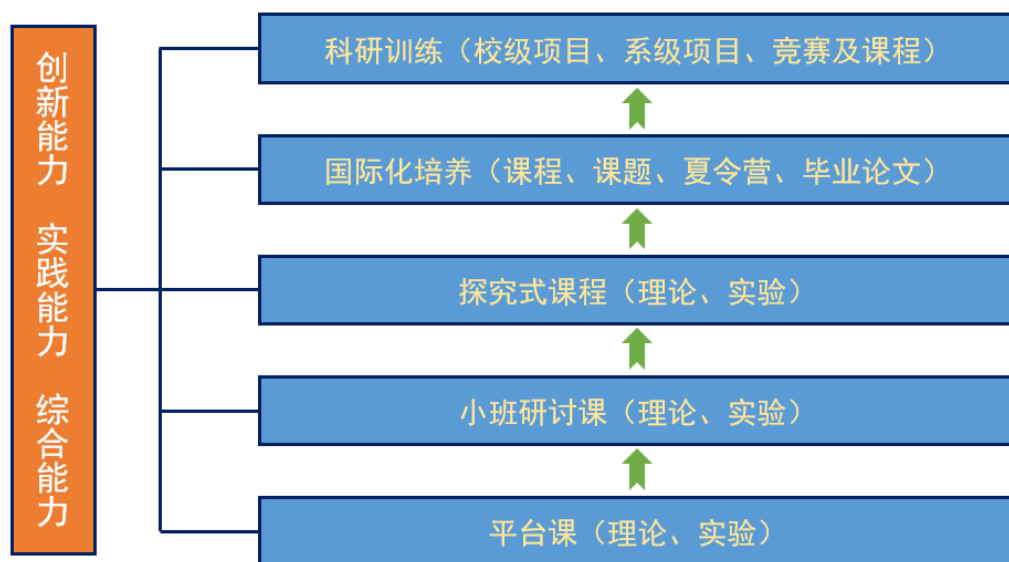 创新能力 实践能力 综合能力
科研训练（校级项目、系级项目、竞赛及课程）
国际化培养（课程、课题、夏令营、毕业论文）
探究式课程（理论、实验）
小班研讨课（理论、实验）
平台课（理论、实验）